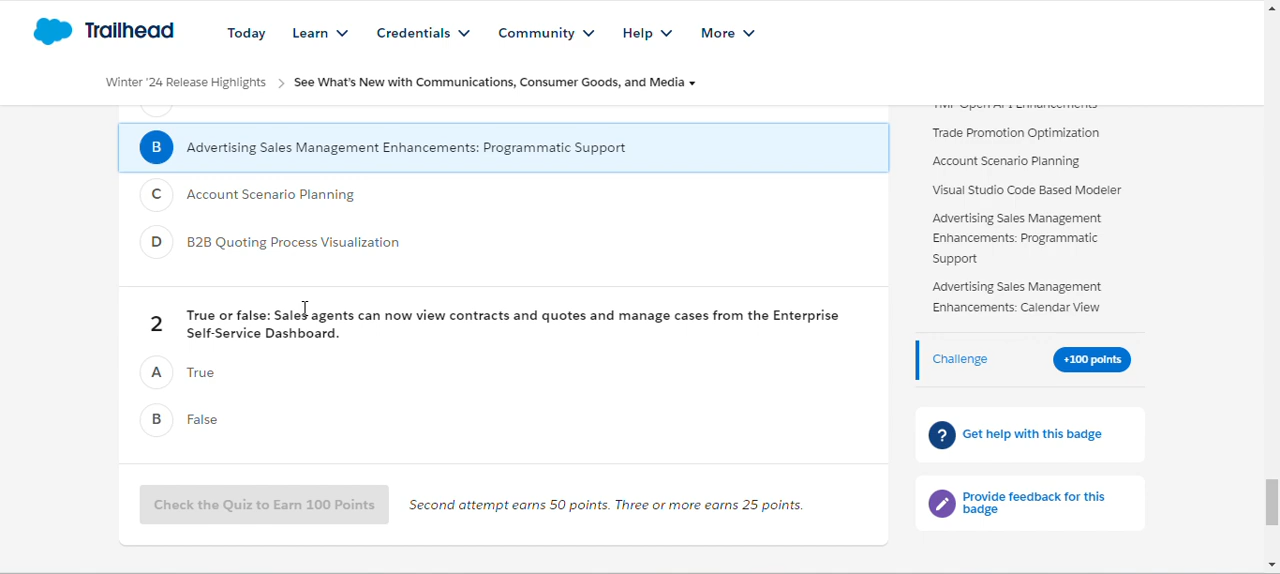 Trailhead
Today Learn Credentials Community Help More
Winter '24 Release Highlights > See What's New with Communications, Consumer Goods, and Media
B Advertising Sales Management Enhancements: Programmatic Support
C Account Scenario Planning
D B2B Quoting Process Visualization
2 True or false: Sales agents can now view contracts and quotes and manage cases from the Enterprise
Self-Service Dashboard.
A True
B False
Check the Quiz to Earn 100 Points Second attempt earns 50 points. Three or more earns 25 points.
TMF Open API Enhancements
Trade Promotion Optimization
Account Scenario Planning
Visual Studio Code Based Modeler
Advertising Sales Management
Enhancements: Programmatic
Support
Advertising Sales Management
Enhancements: Calendar View
Challenge +100 points
? Get help with this badge
Provide feedback for this
badge